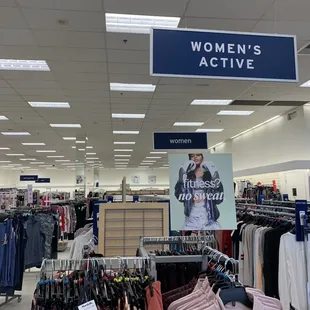 WOMEN'S
ACTIVE
women
fitness?
no sweat